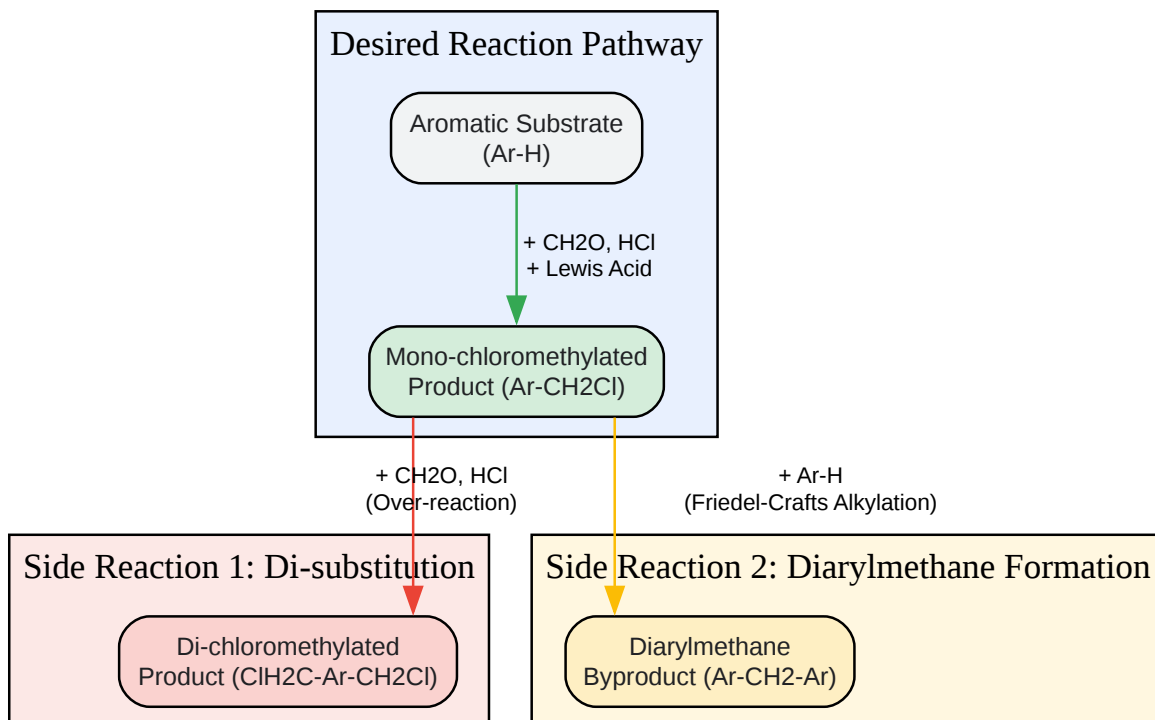 Desired Reaction Pathway
Aromatic Substrate
(Ar-H)
+ CH2O, HCl
+ Lewis Acid
Mono-chloromethylated
Product (Ar-CH2Cl)
+ CH2O, HCl
(Over-reaction)
+ Ar-H
(Friedel-Crafts Alkylation)
Side Reaction 1: Di-substitution
Di-chloromethylated
Product (ClH2C-Ar-CH2Cl)
Side Reaction 2: Diarylmethane Formation
Diarylmethane
Byproduct (Ar-CH2-Ar)